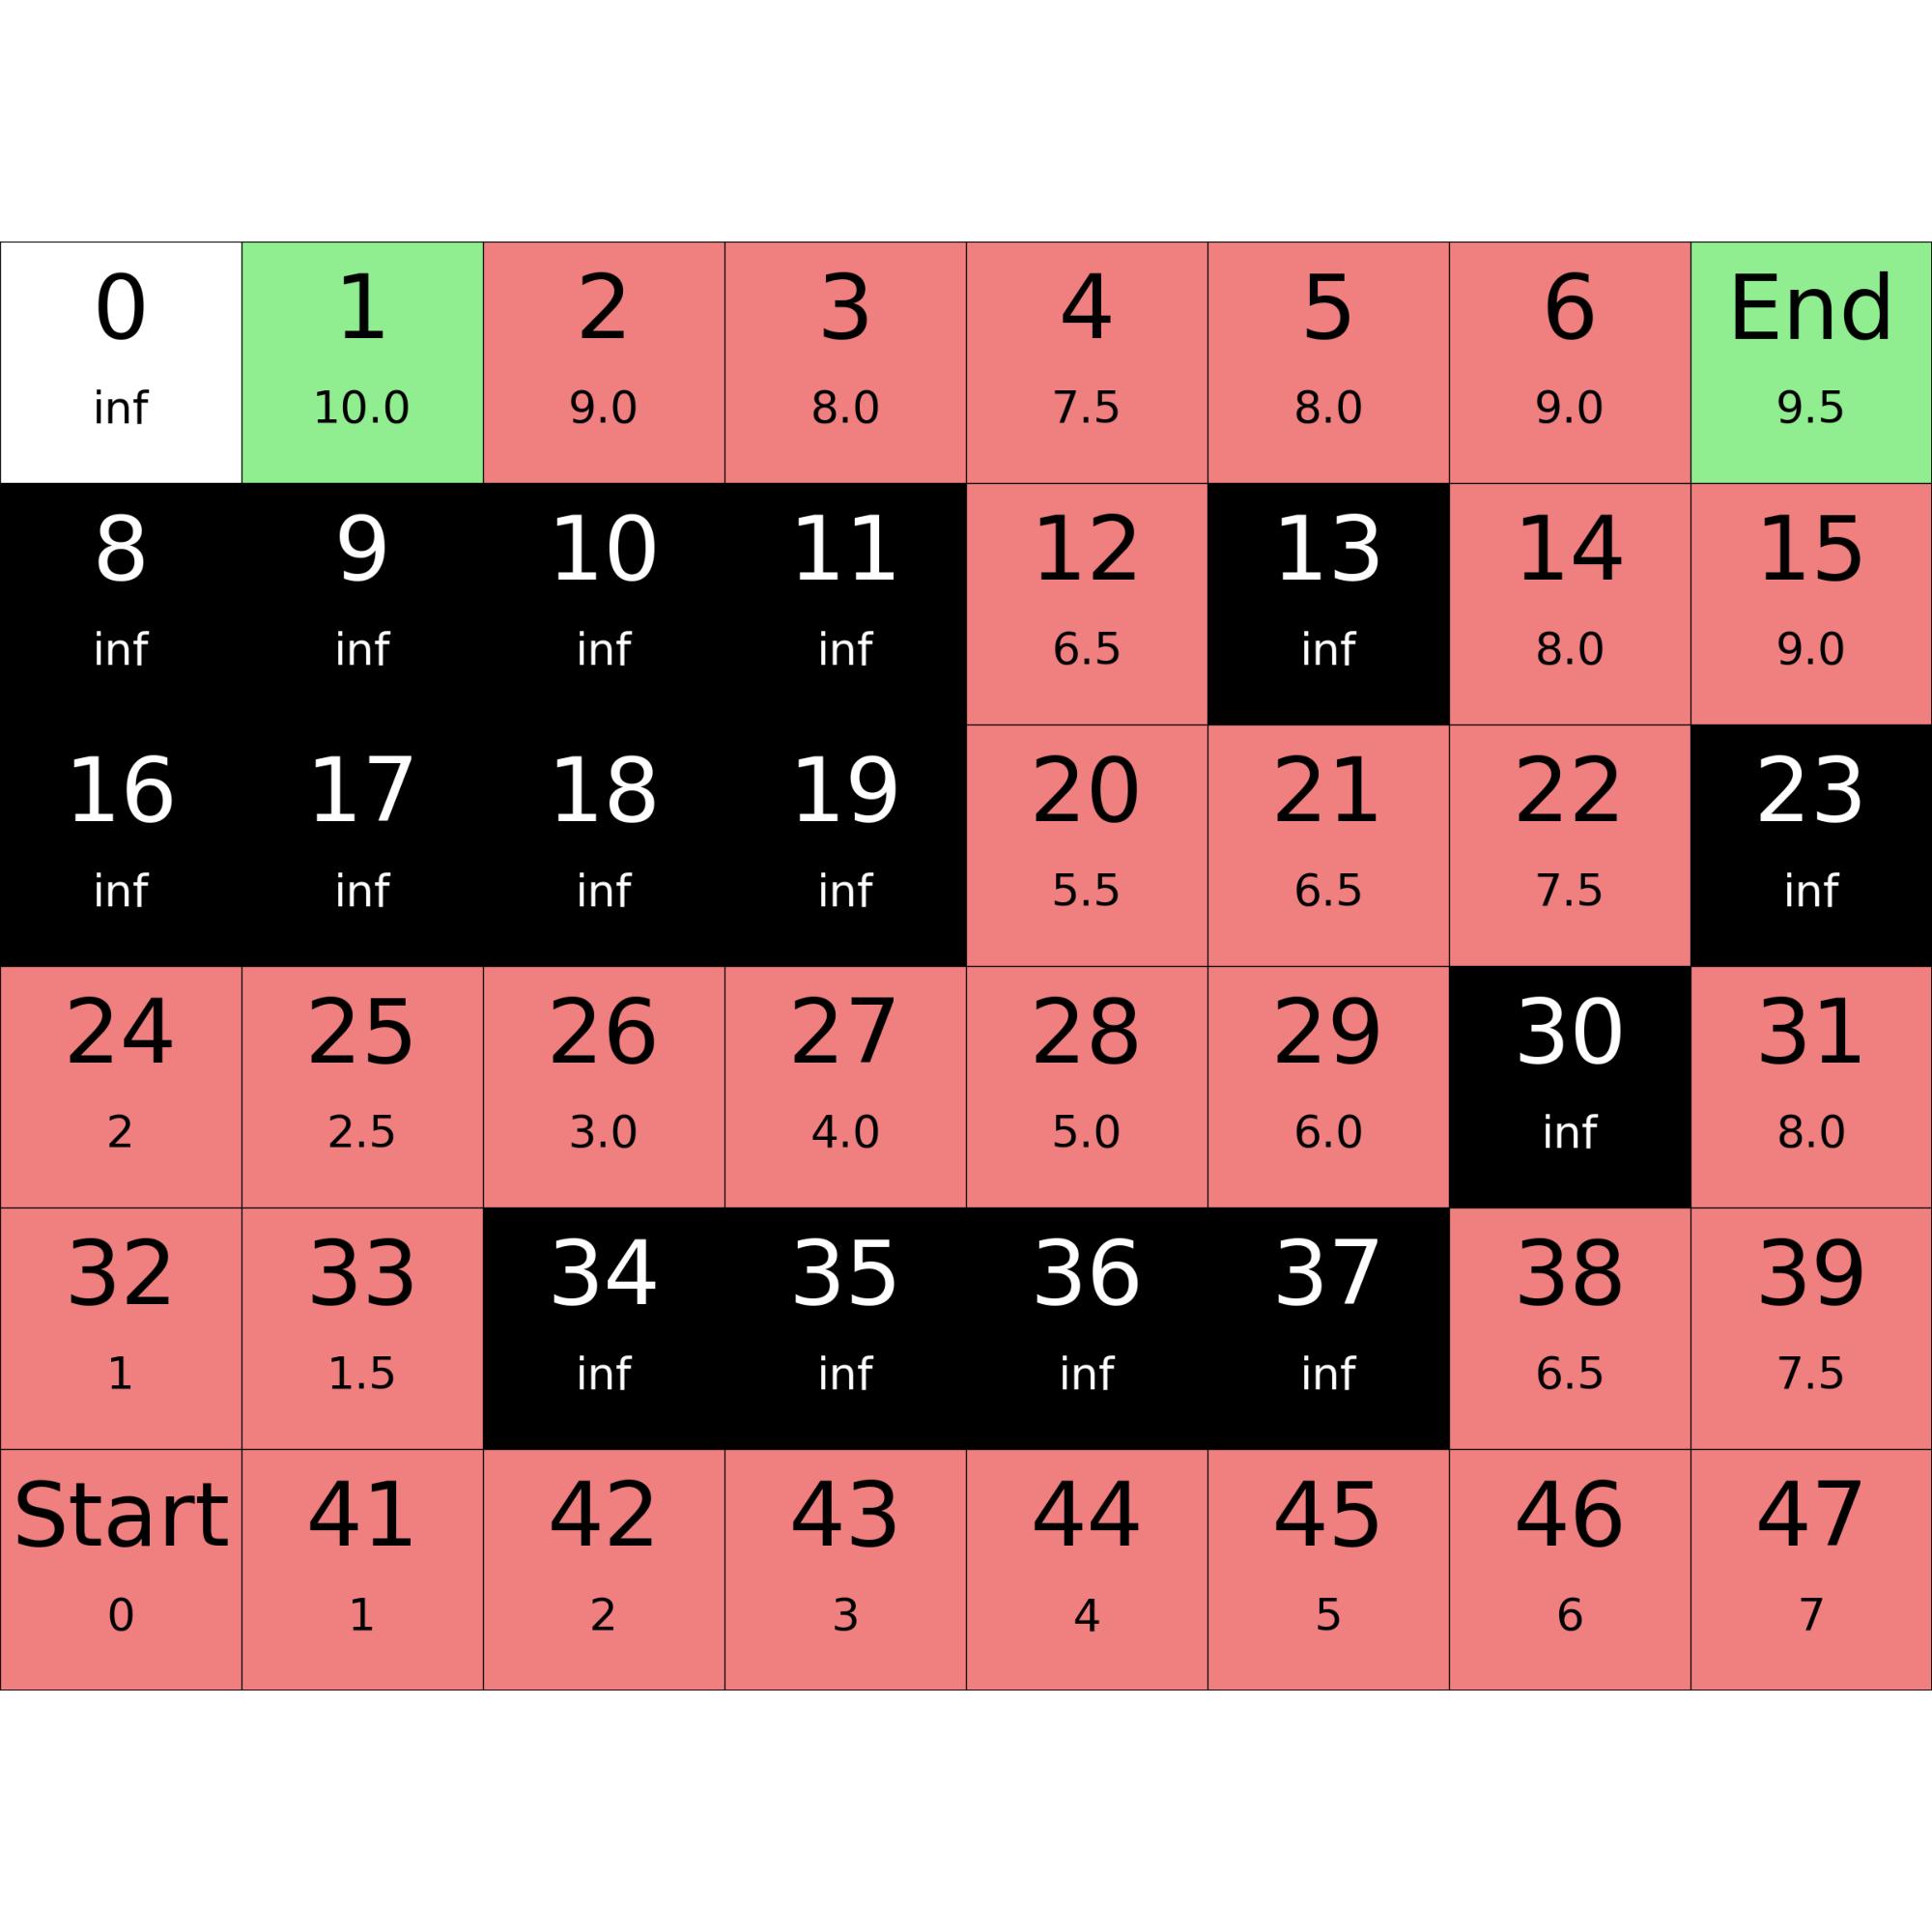 0 1 2 3 4 5 6 End
inf 10.0 9.0 8.0 7.5 8.0 9.0 9.5
8 9 10 11 12 13 14 15
inf inf inf inf 6.5 inf 8.0 9.0
16 17 18 19 20 21 22 23
inf inf inf inf 5.5 6.5 7.5 inf
24 25 26 27 28 29 30 31
2 2.5 3.0 4.0 5.0 6.0 inf 8.0
32 33 34 35 36 37 38 39
1 1.5 inf inf inf inf 6.5 7.5
Start 41 42 43 44 45 46 47
0 1 2 3 4 5 6 7